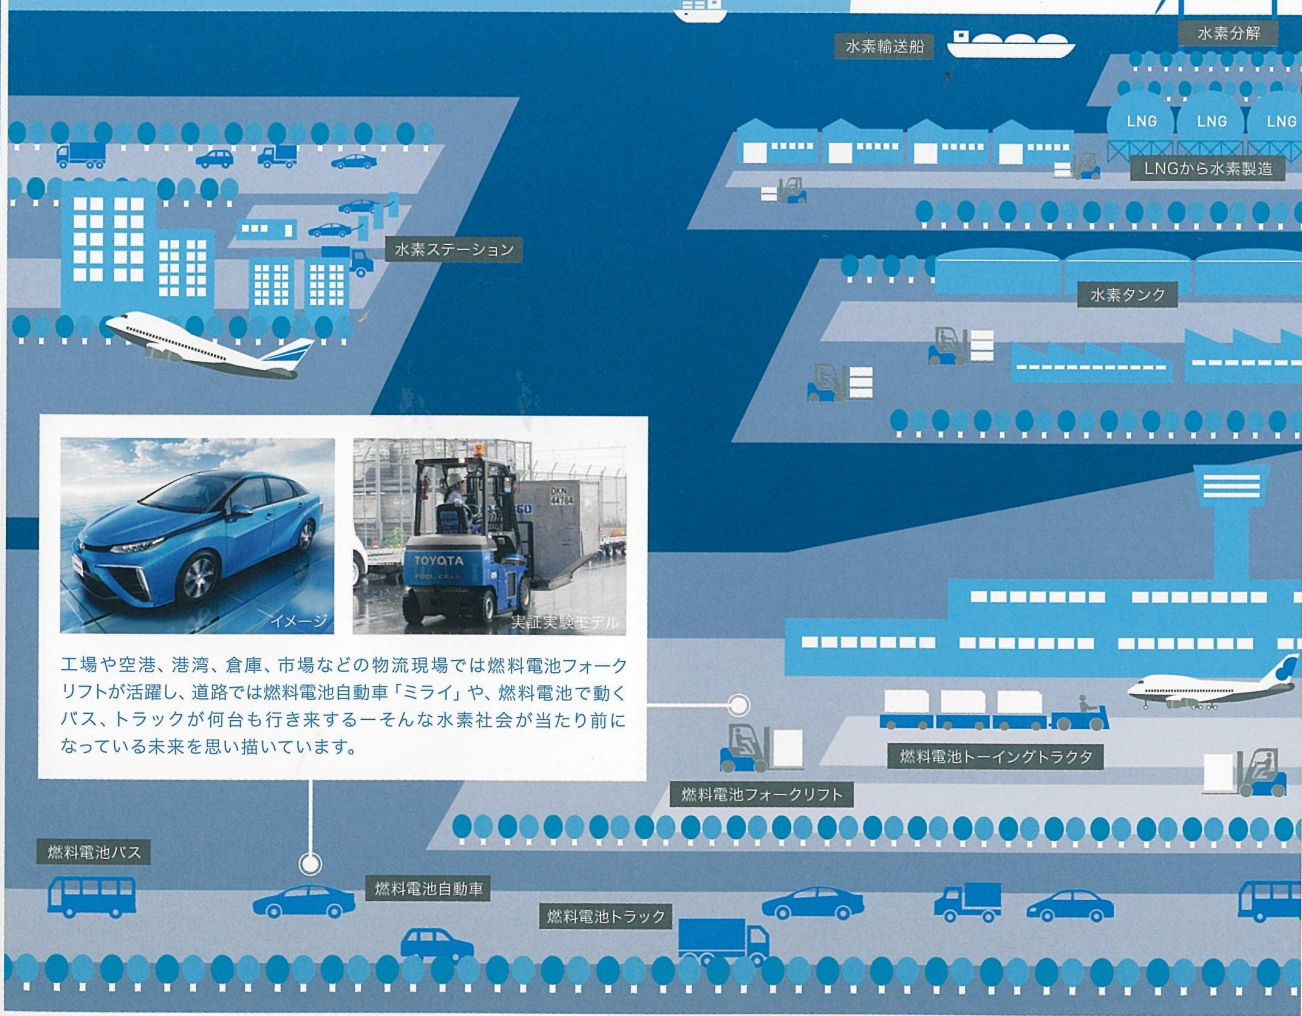 水素輸送船
水素分解
LNG
LNG
LNG
LNGから水素製造
水素ステーション
水素タンク
DKN
44764
TOYOTA
FUEL CELL
イメージ
実証実験モデル
工場や空港、港湾、倉庫、市場などの物流現場では燃料電池フォーク
リフトが活躍し、道路では燃料電池自動車「ミライ」や、燃料電池で動く
バス、トラックが何台も行き来するーそんな水素社会が当たり前に
なっている未来を思い描いています。
燃料電池トーイングトラクタ
燃料電池フォークリフト
燃料電池バス
燃料電池自動車
燃料電池トラック